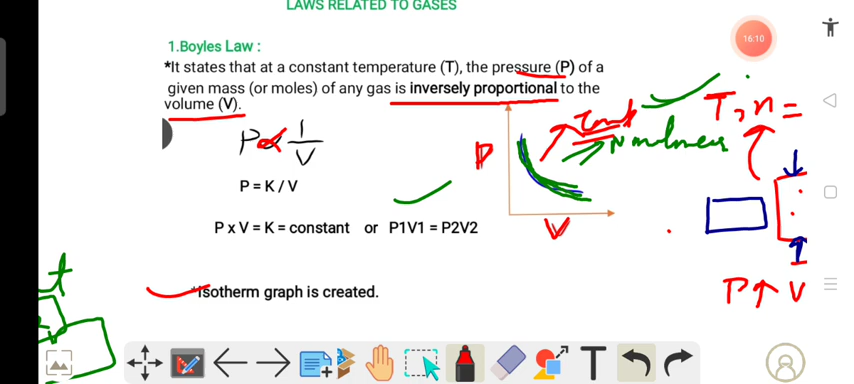 LAWS RELATED TO GASES
16:10
1.Boyles Law :
*It states that at a constant temperature (T), the pressure (P) of a
given mass (or moles) of any gas is inversely proportional to the
volume (V).
T, n =
P ∝ 1/V
P
P = K / V
P x V = K = constant or P1V1 = P2V2
V
*Isotherm graph is created.
P↑ V
t
T